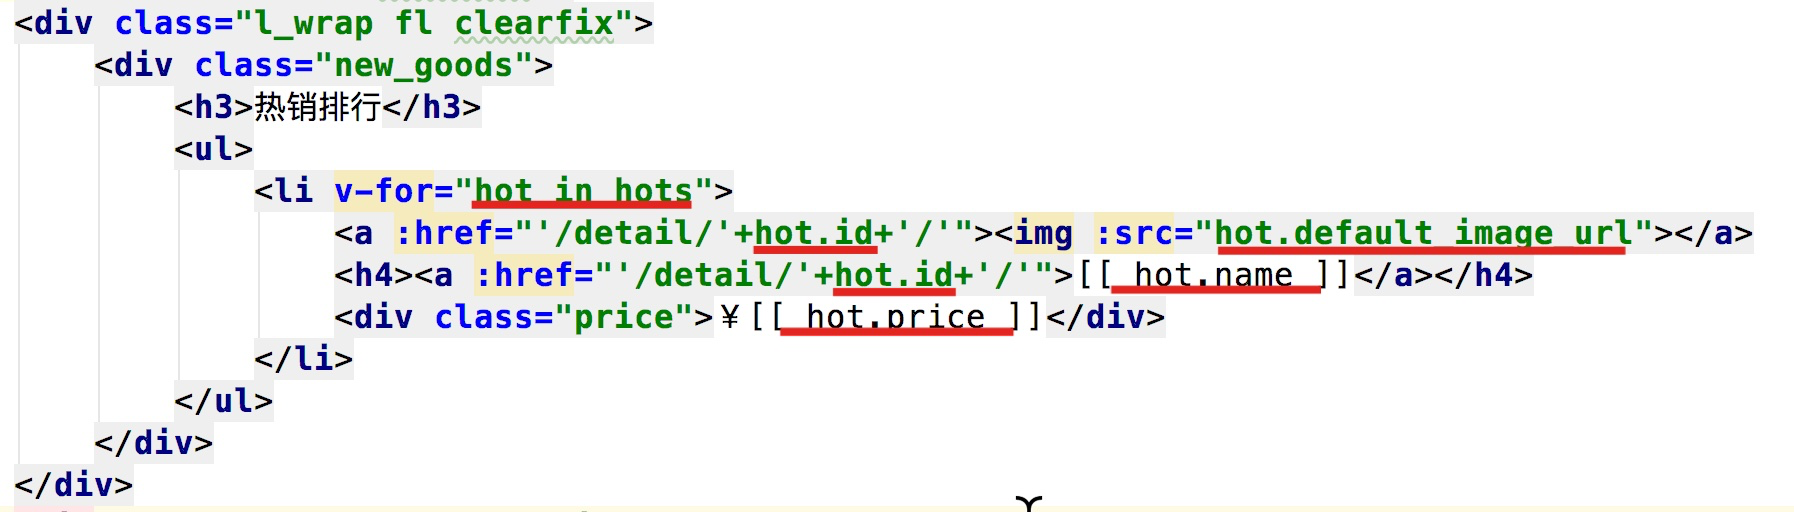 <div class="l_wrap fl clearfix">
<div class="new_goods">
<h3>热销排行</h3>
<ul>
<li v-for="hot in hots">
<a :href="'/detail/'+hot.id+'/'"><img :src="hot.default_image_url"></a>
<h4><a :href="'/detail/'+hot.id+'/'">[[ hot.name ]]</a></h4>
<div class="price">¥[[ hot.price ]]</div>
</li>
</ul>
</div>
</div>